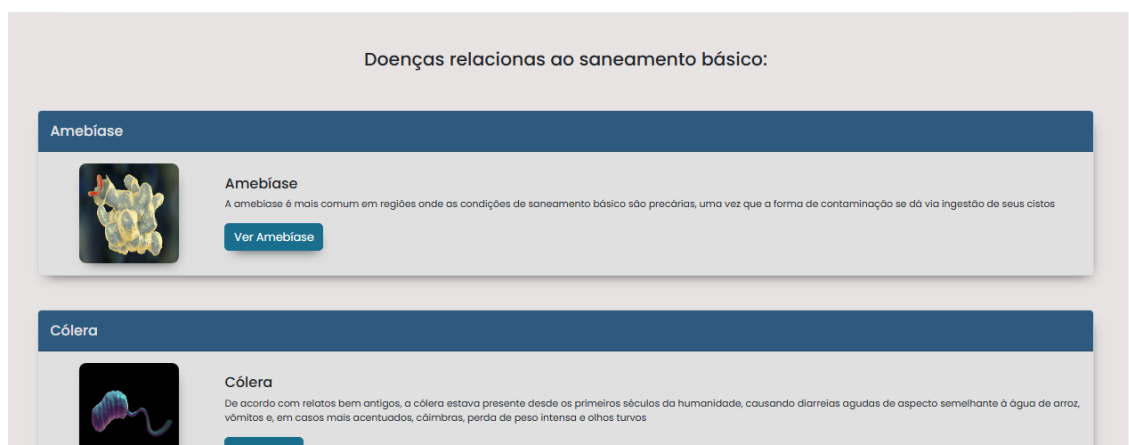 Doenças relacionas ao saneamento básico:
Amebíase
Amebíase
A amebíase é mais comum em regiões onde as condições de saneamento básico são precárias, uma vez que a forma de contaminação se dá via ingestão de seus cistos
Ver Amebíase
Cólera
Cólera
De acordo com relatos bem antigos, a cólera estava presente desde os primeiros séculos da humanidade, causando diarreias agudas de aspecto semelhante à água de arroz,
vômitos e, em casos mais acentuados, câimbras, perda de peso intensa e olhos turvos